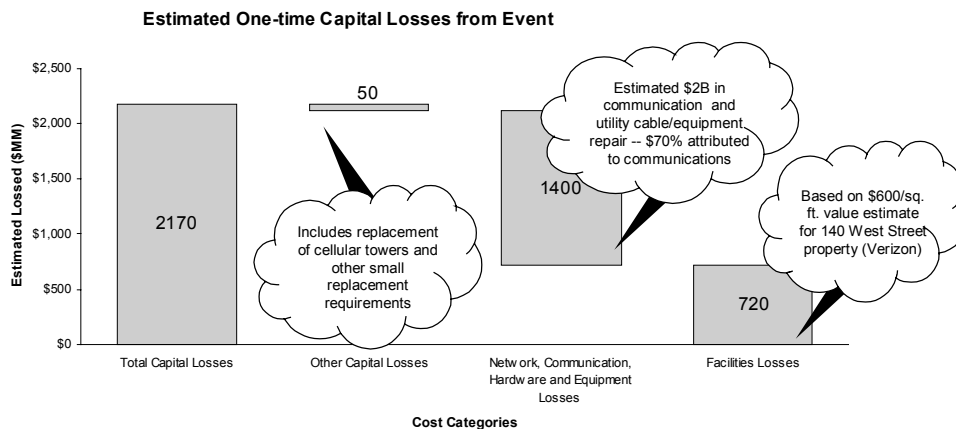 Estimated One-time Capital Losses from Event
Estimated Lossed ($MM)
$2,500
$2,000
$1,500
$1,000
$500
$0
2170
50
1400
720
Includes replacement
of cellular towers and
other small
replacement
requirements
Estimated $2B in
communication and
utility cable/equipment
repair -- $70% attributed
to communications
Based on $600/sq.
ft. value estimate
for 140 West Street
property (Verizon)
Total Capital Losses
Other Capital Losses
Network, Communication,
Hardware and Equipment
Losses
Facilities Losses
Cost Categories